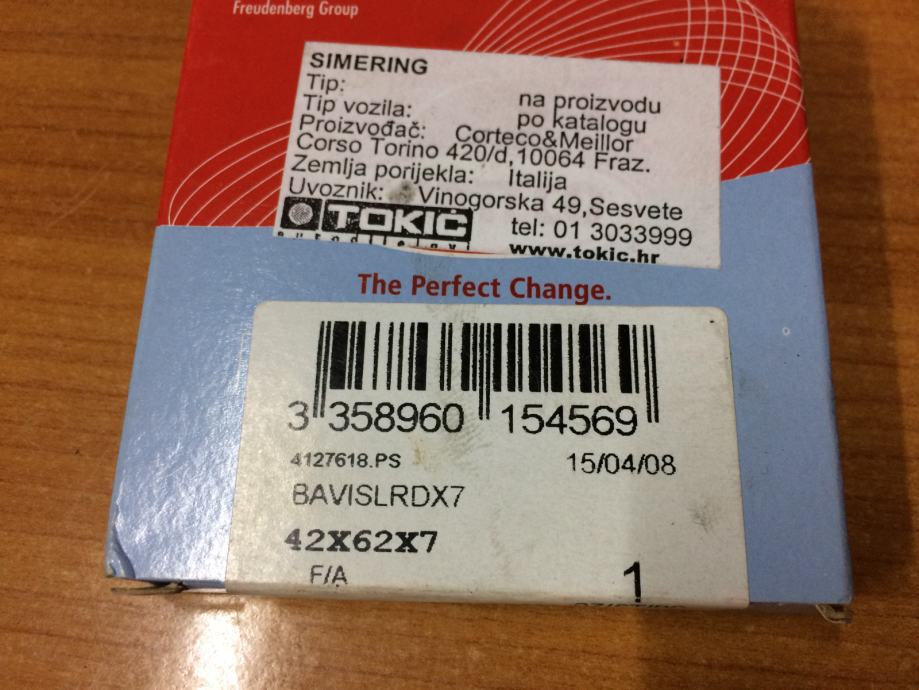 Freudenberg Group
SIMERING
Tip: na proizvodu
Tip vozila: po katalogu
Proizvođač: Corteco&Meillor
Corso Torino 420/d,10064 Fraz.
Zemlja porijekla: Italija
Uvoznik: Vinogorska 49,Sesvete
TOKIĆ tel: 01 3033999
www.tokic.hr
The Perfect Change.
3 358960 154569
4127618.PS 15/04/08
BAVISLRDX7
42X62X7
F/A 1